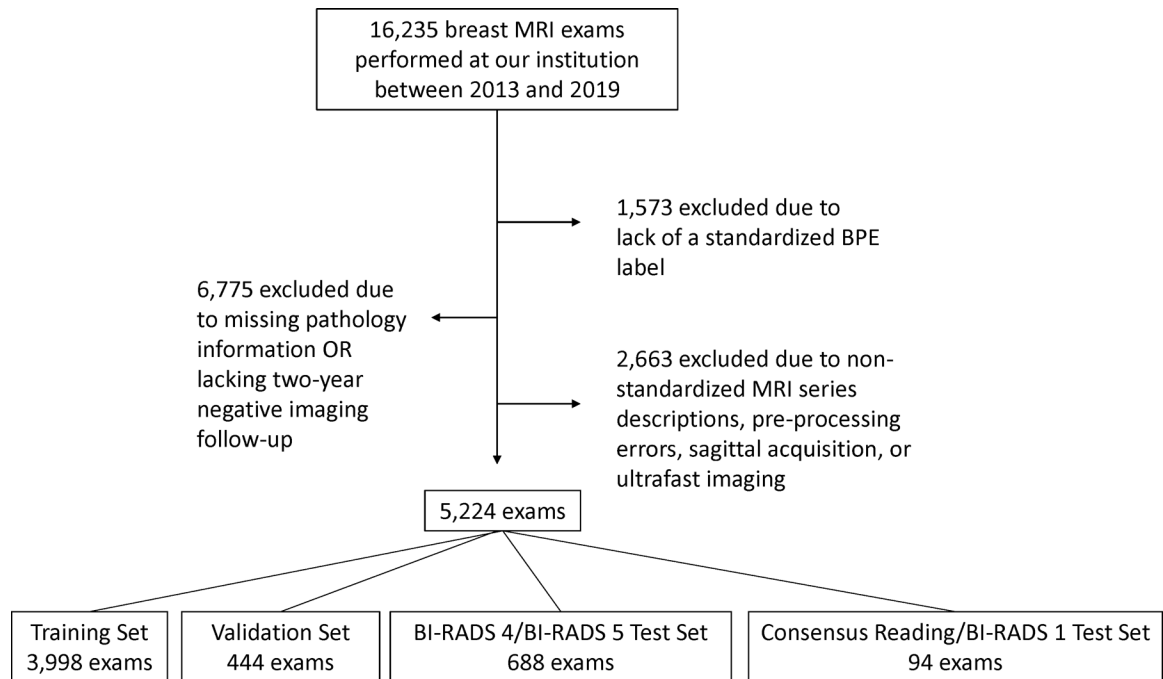 16,235 breast MRI exams
performed at our institution
between 2013 and 2019
1,573 excluded due to
lack of a standardized BPE
label
6,775 excluded due
to missing pathology
information OR
lacking two-year
negative imaging
follow-up
2,663 excluded due to non-
standardized MRI series
descriptions, pre-processing
errors, sagittal acquisition, or
ultrafast imaging
5,224 exams
Training Set
3,998 exams
Validation Set
444 exams
BI-RADS 4/BI-RADS 5 Test Set
688 exams
Consensus Reading/BI-RADS 1 Test Set
94 exams